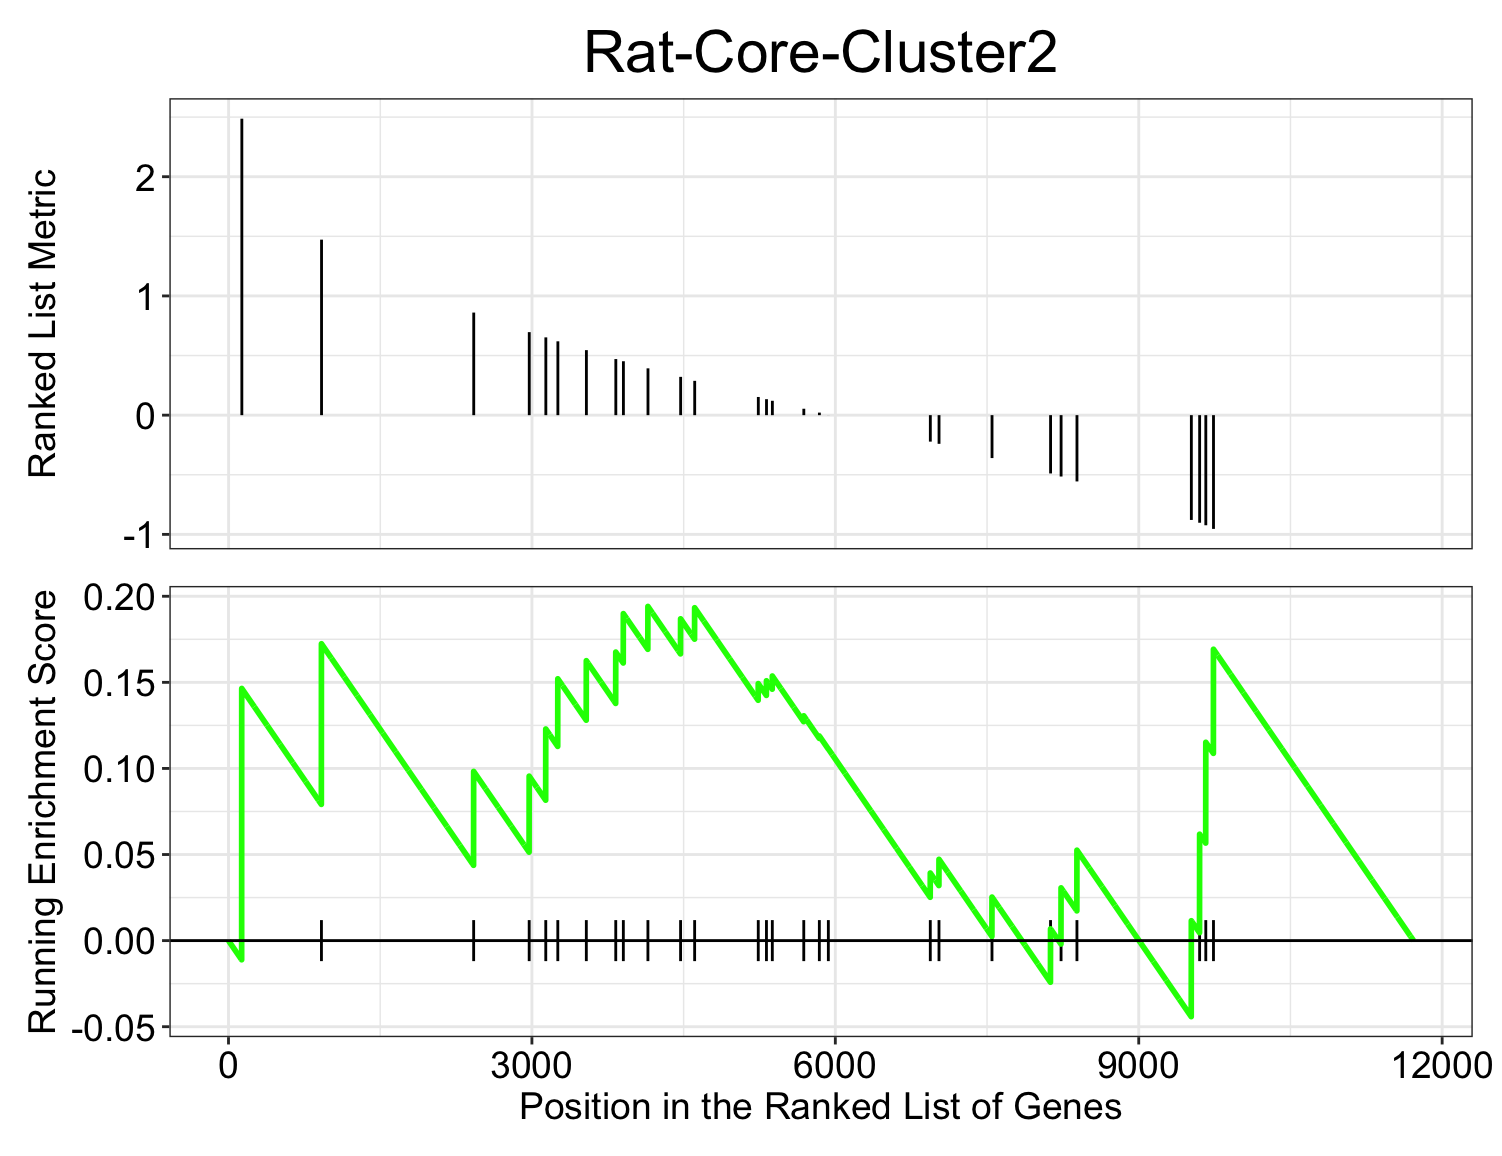 Rat-Core-Cluster2
Ranked List Metric
2
1
0
-1
Running Enrichment Score
0.20
0.15
0.10
0.05
0.00
-0.05
0 3000 6000 9000 12000
Position in the Ranked List of Genes